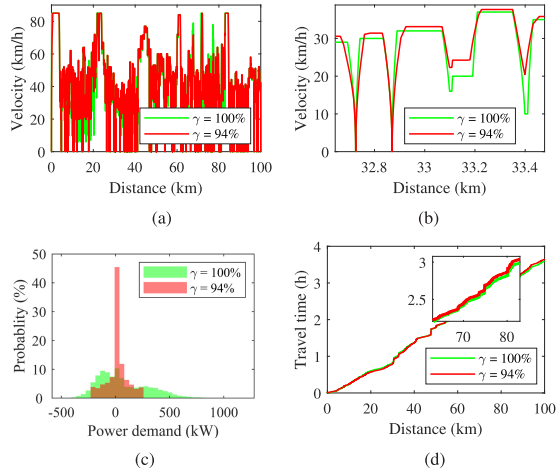 80
60
40
20
0
Velocity (km/h)
γ = 100%
γ = 94%
0 20 40 60 80 100
Distance (km)
(a)
30
20
10
0
Velocity (km/h)
γ = 100%
γ = 94%
32.8 33 33.2 33.4
Distance (km)
(b)
50
40
30
20
10
0
Probablity (%)
γ = 100%
γ = 94%
-500 0 500 1000
Power demand (kW)
(c)
4
3
2
1
0
Travel time (h)
3
2.5
70 80
γ = 100%
γ = 94%
0 20 40 60 80 100
Distance (km)
(d)